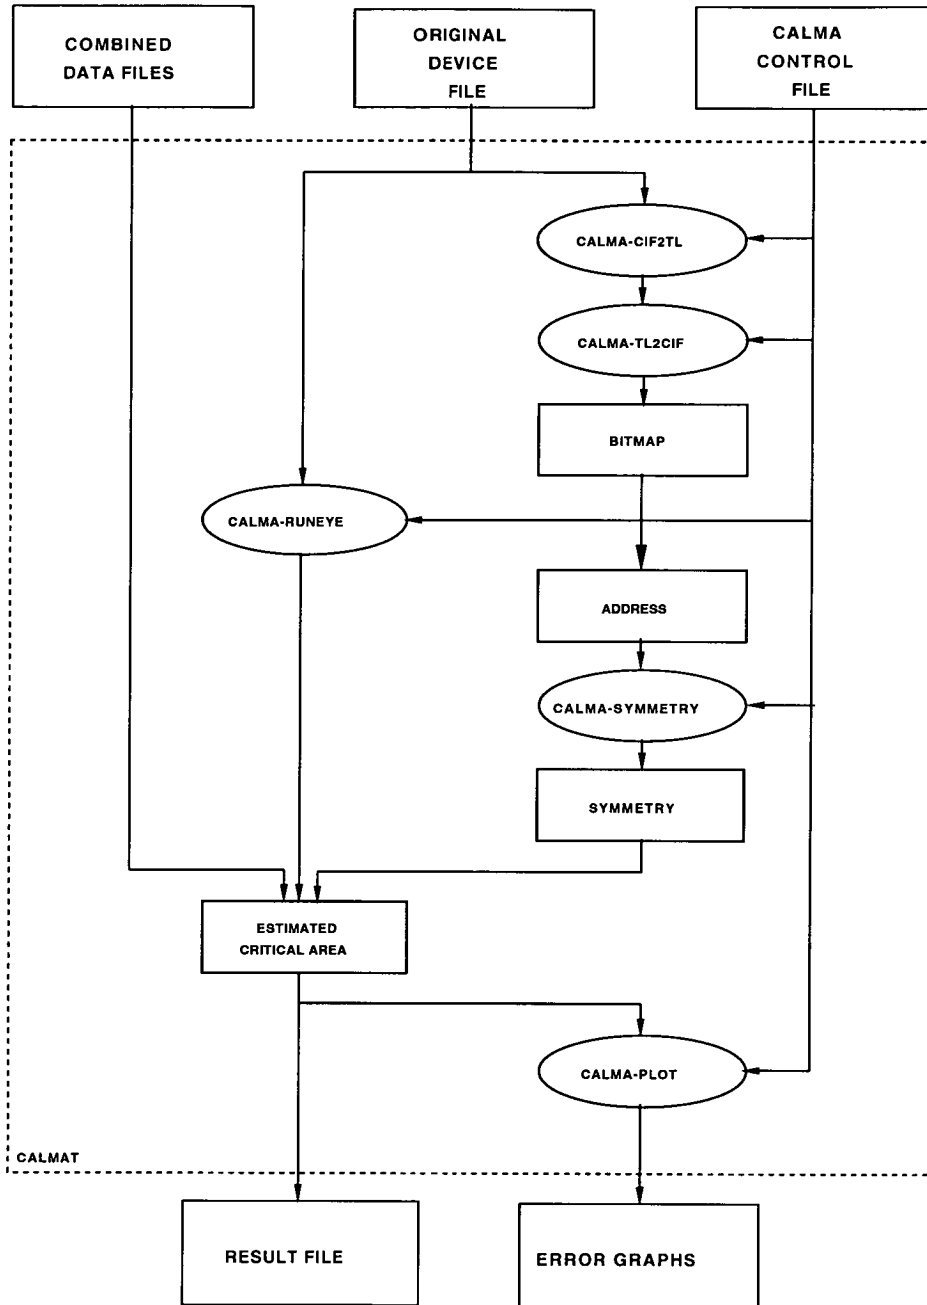 COMBINED
DATA FILES
ORIGINAL
DEVICE
FILE
CALMA
CONTROL
FILE
CALMA-CIF2TL
CALMA-TL2CIF
BITMAP
CALMA-RUNEYE
ADDRESS
CALMA-SYMMETRY
SYMMETRY
ESTIMATED
CRITICAL AREA
CALMA-PLOT
CALMAT
RESULT FILE
ERROR GRAPHS